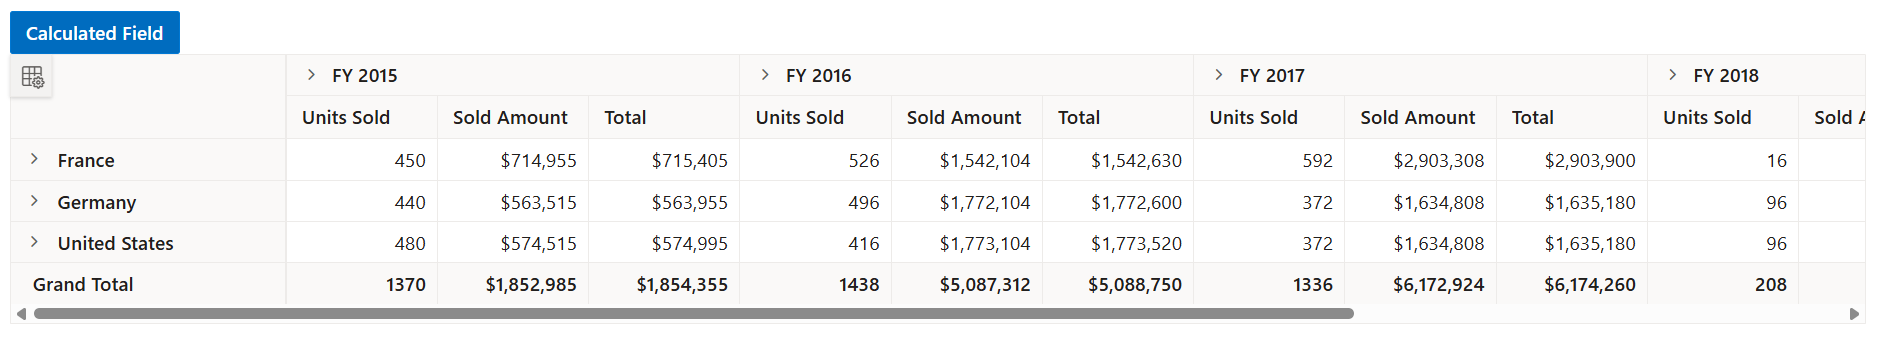 Calculated Field
FY 2015 FY 2016 FY 2017 FY 2018
Units Sold Sold Amount Total Units Sold Sold Amount Total Units Sold Sold Amount Total Units Sold Sold
France 450 $714,955 $715,405 526 $1,542,104 $1,542,630 592 $2,903,308 $2,903,900 16
Germany 440 $563,515 $563,955 496 $1,772,104 $1,772,600 372 $1,634,808 $1,635,180 96
United States 480 $574,515 $574,995 416 $1,773,104 $1,773,520 372 $1,634,808 $1,635,180 96
Grand Total 1370 $1,852,985 $1,854,355 1438 $5,087,312 $5,088,750 1336 $6,172,924 $6,174,260 208